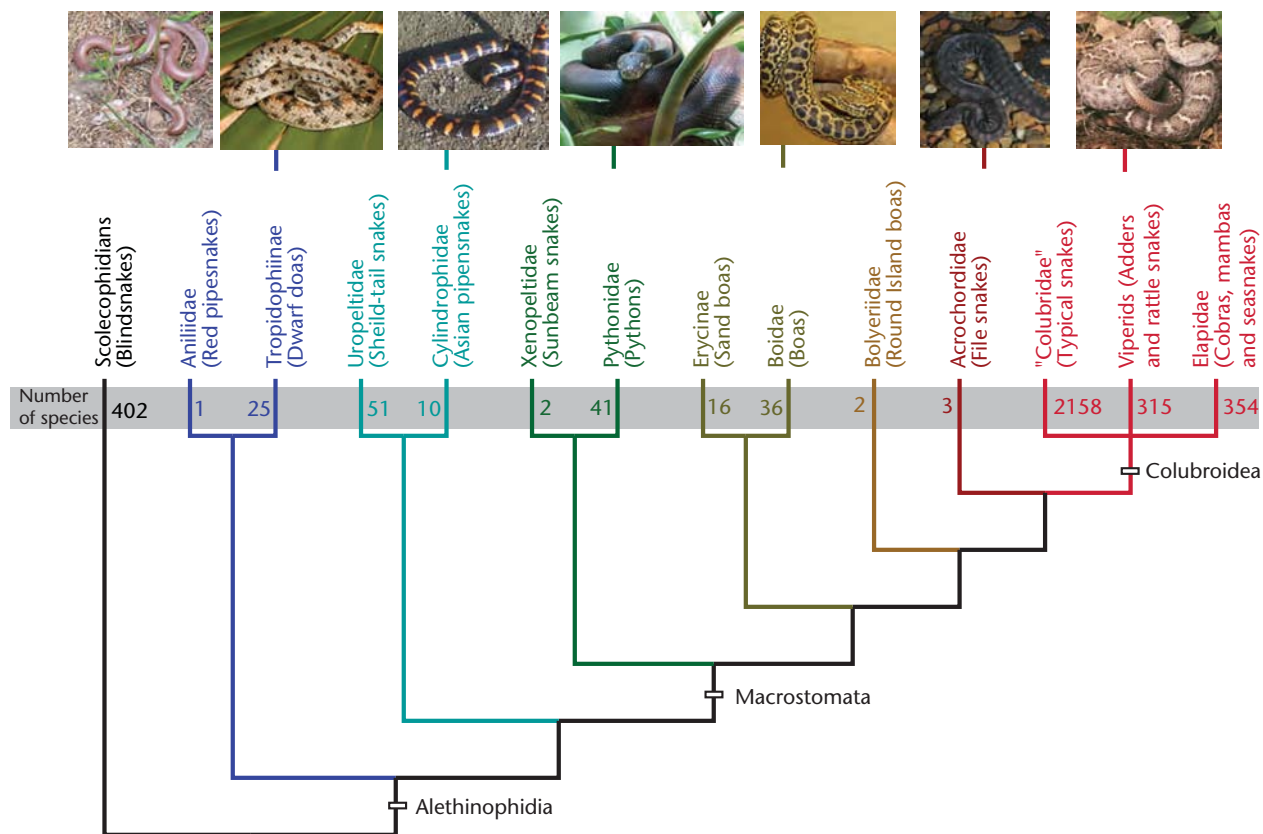 Scolecophidians
(Blindsnakes)
Aniliidae
(Red pipesnakes)
Tropidophiinae
(Dwarf doas)
Uropeltidae
(Sheild-tail snakes)
Cylindrophidae
(Asian pipensnakes)
Xenopeltidae
(Sunbeam snakes)
Pythonidae
(Pythons)
Erycinae
(Sand boas)
Boidae
(Boas)
Bolyeriidae
(Round Island boas)
Acrochordidae
(File snakes)
"Colubridae"
(Typical snakes)
Viperids (Adders
and rattle snakes)
Elapidae
(Cobras, mambas
and seasnakes)
Number
of species
402
1
25
51
10
2
41
16
36
2
3
2158
315
354
Colubroidea
Macrostomata
Alethinophidia